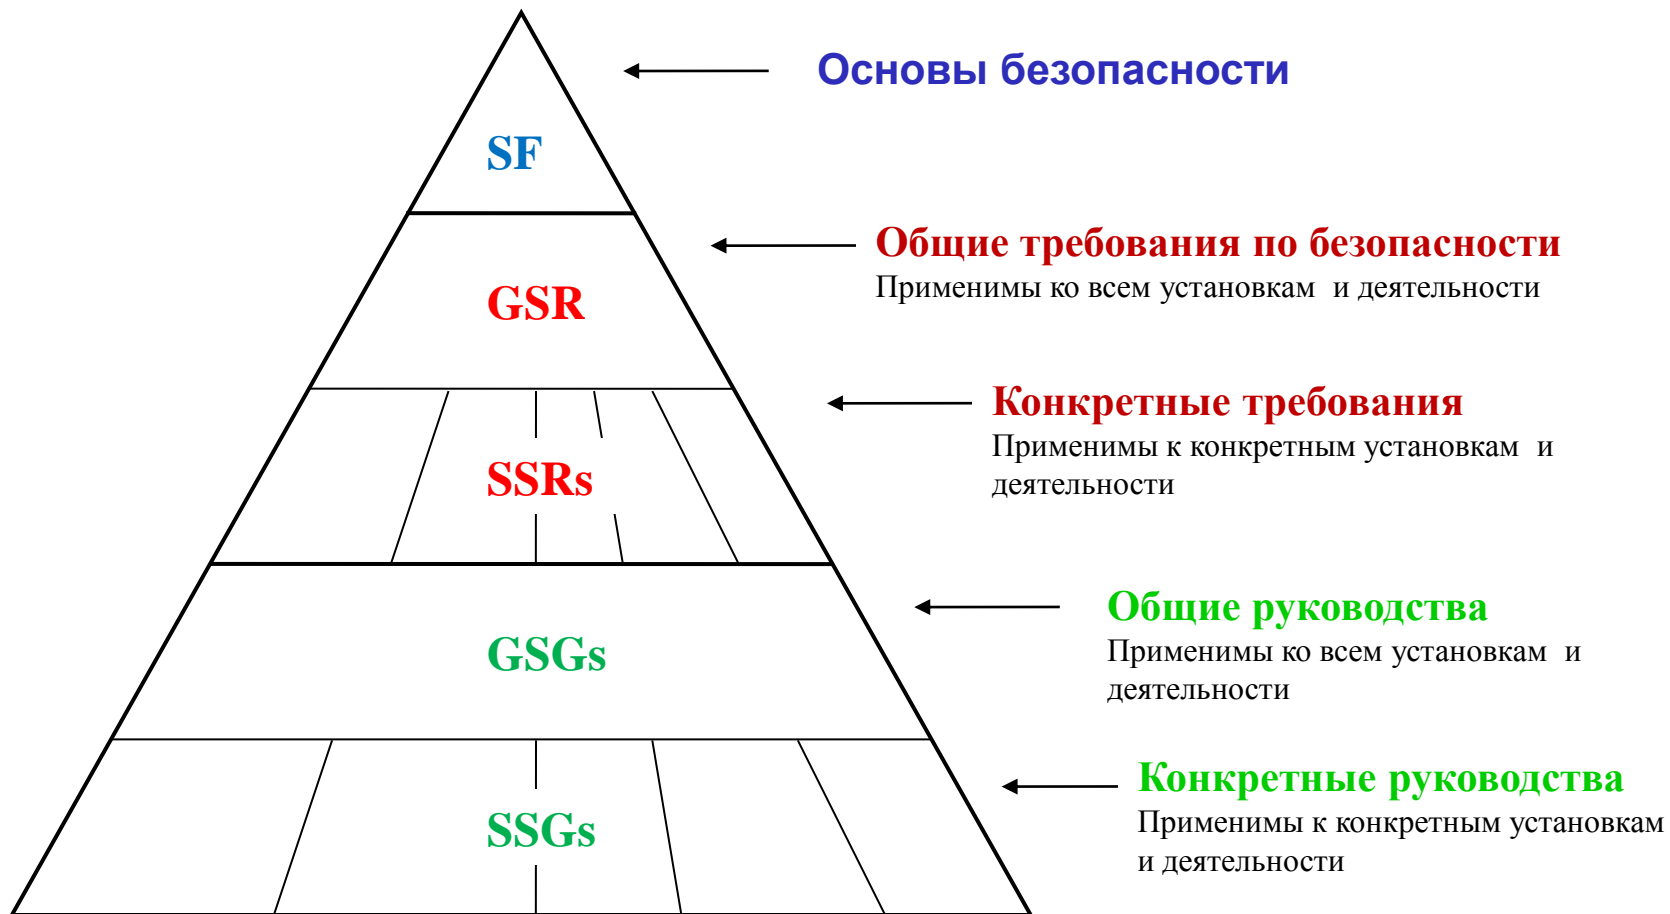 Основы безопасности
SF
Общие требования по безопасности
Применимы ко всем установкам и деятельности
GSR
Конкретные требования
Применимы к конкретным установкам и
деятельности
SSRs
Общие руководства
Применимы ко всем установкам и
деятельности
GSGs
Конкретные руководства
Применимы к конкретным установкам
и деятельности
SSGs